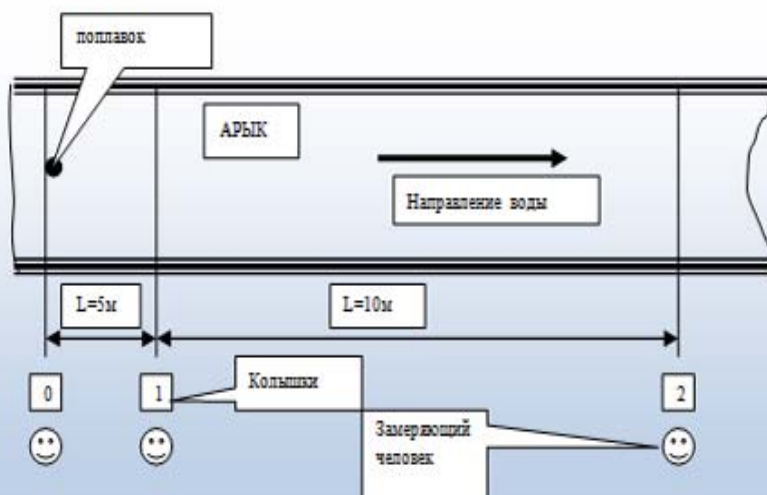 поплавок
АРЫК
Направление воды
L=5м
L=10м
0
1
Колышки
2
Замеряющий
человек